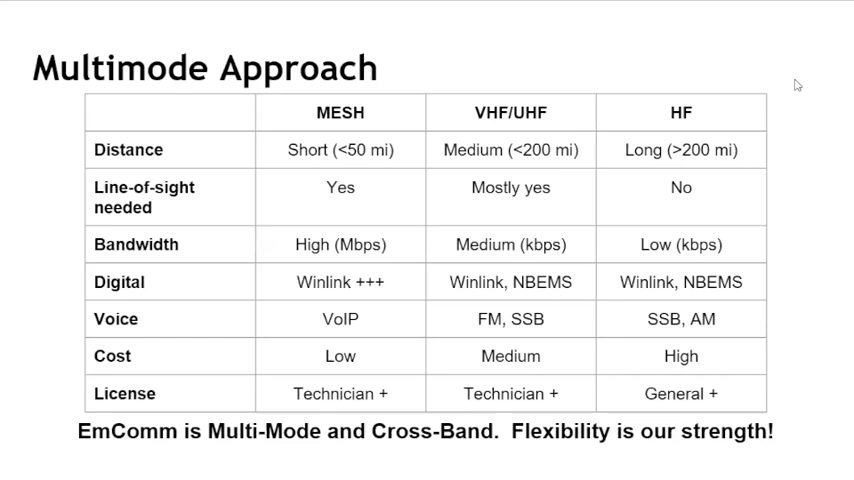 Multimode Approach
MESH VHF/UHF HF
Distance Short (<50 mi) Medium (<200 mi) Long (>200 mi)
Line-of-sight needed Yes Mostly yes No
Bandwidth High (Mbps) Medium (kbps) Low (kbps)
Digital Winlink +++ Winlink, NBEMS Winlink, NBEMS
Voice VoIP FM, SSB SSB, AM
Cost Low Medium High
License Technician + Technician + General +
EmComm is Multi-Mode and Cross-Band. Flexibility is our strength!